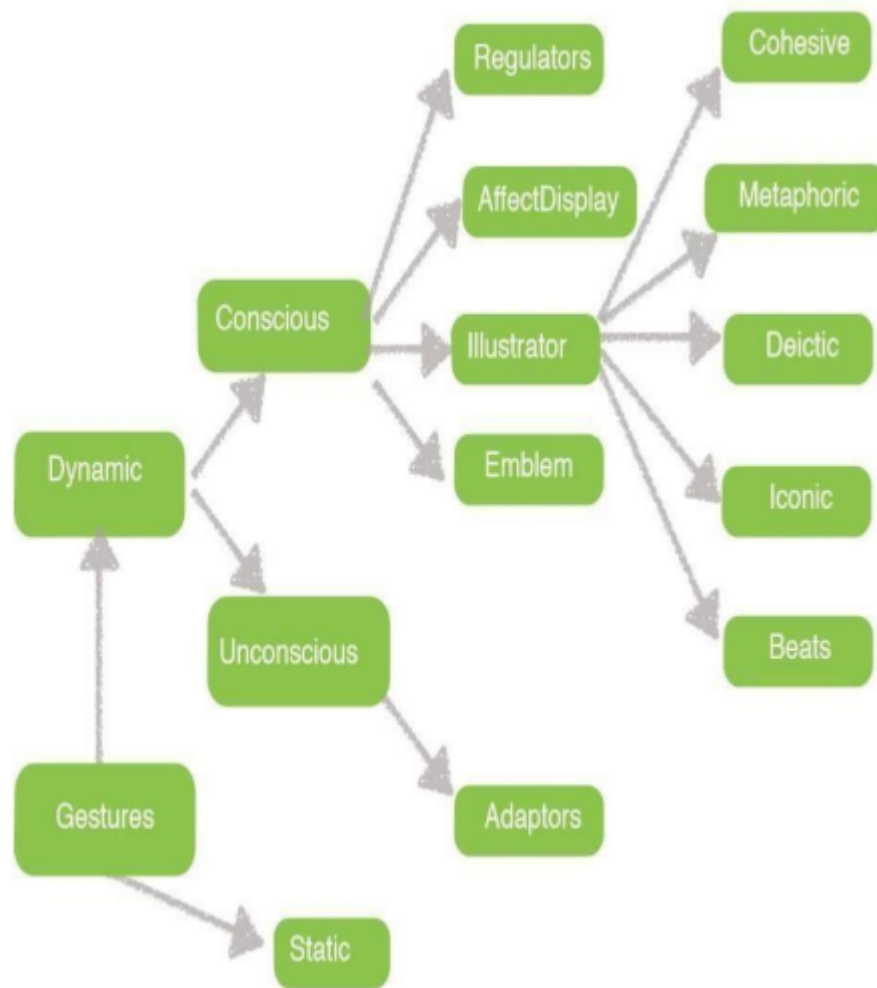 Regulators
Cohesive
AffectDisplay
Metaphoric
Conscious
Illustrator
Deictic
Dynamic
Emblem
Iconic
Unconscious
Beats
Gestures
Adaptors
Static